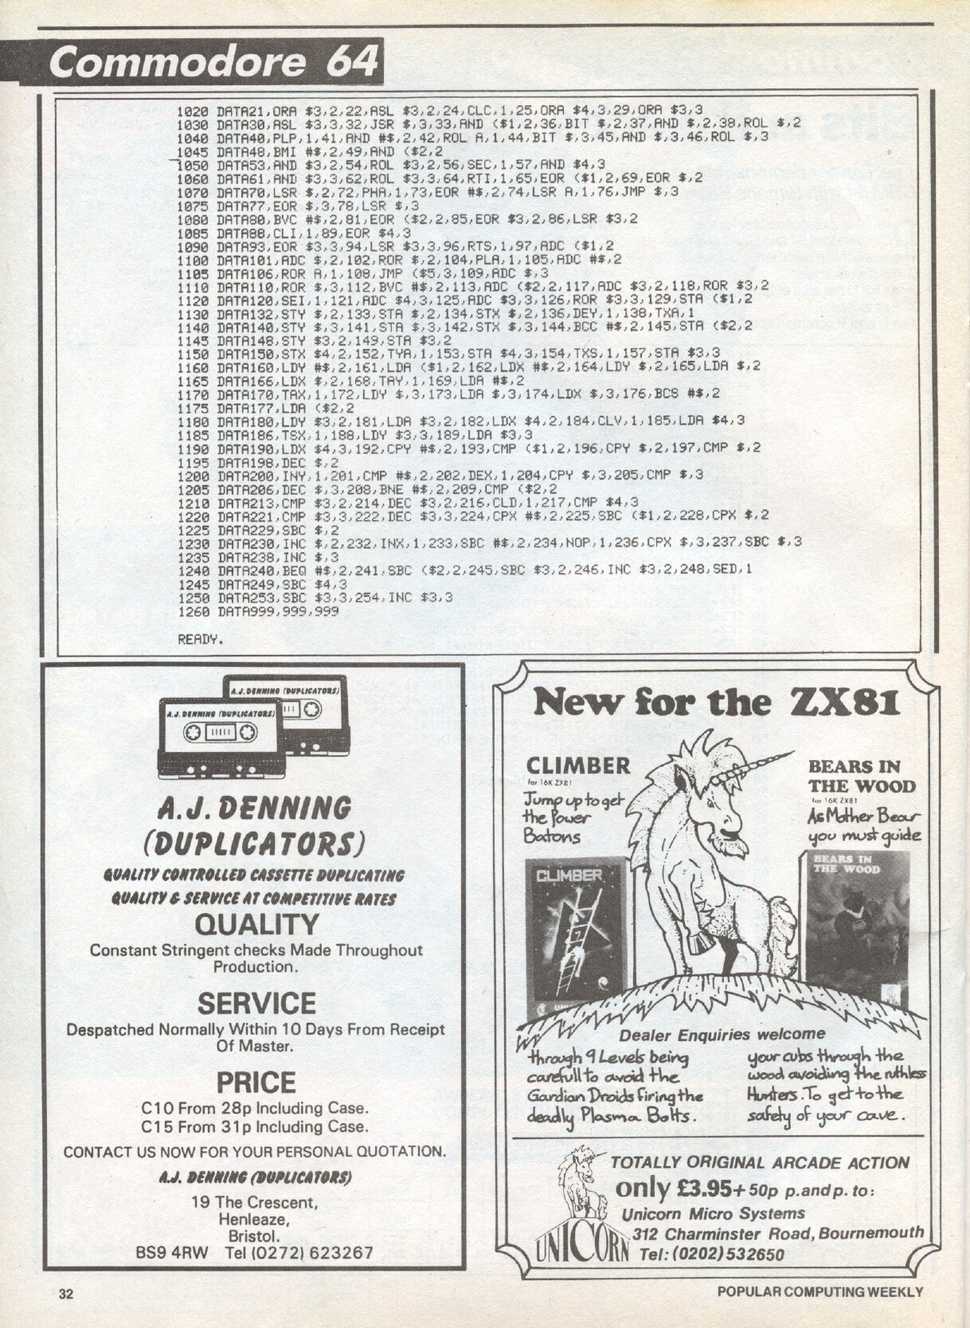 Commodore 64
1020 DATA21,ORA $3,2,22,ASL $3,2,24,CLC,1,25,ORA $4,3,29,ORA $3,3
1030 DATA30,ASL $3,3,32,JSR $,3,33,AND ($1,2,36,BIT $,2,37,AND $,2,38,ROL $,2
1040 DATA40,PLP,1,41,AND #$,2,42,ROL A,1,44,BIT $,3,45,AND $,3,46,ROL $,3
1045 DATA48,BMI #$,2,49,AND ($2,2
1050 DATA53,AND $3,2,54,ROL $3,2,56,SEC,1,57,AND $4,3
1060 DATA61,AND $3,3,62,ROL $3,3,64,RTI,1,65,EOR ($1,2,69,EOR $,2
1070 DATA70,LSR $,2,72,PHA,1,73,EOR #$,2,74,LSR A,1,76,JMP $,3
1075 DATA77,EOR $,3,78,LSR $,3
1080 DATA80,BVC #$,2,81,EOR ($2,2,85,EOR $3,2,86,LSR $3,2
1085 DATA88,CLI,1,89,EOR $4,3
1090 DATA93,EOR $3,3,94,LSR $3,3,96,RTS,1,97,ADC ($1,2
1100 DATA101,ADC $,2,102,ROR $,2,104,PLA,1,105,ADC #$,2
1105 DATA106,ROR A,1,108,JMP ($5,3,109,ADC $,3
1110 DATA110,ROR $,3,112,BVC #$,2,113,ADC ($2,2,117,ADC $3,2,118,ROR $3,2
1120 DATA120,SEI,1,121,ADC $4,3,125,ADC $3,3,126,ROR $3,3,129,STA ($1,2
1130 DATA132,STY $,2,133,STA $,2,134,STX $,2,136,DEY,1,138,TXA,1
1140 DATA140,STY $,3,141,STA $,3,142,STX $,3,144,BCC #$,2,145,STA ($2,2
1145 DATA148,STY $3,2,149,STA $3,2
1150 DATA150,STX $4,2,152,TYA,1,153,STA $4,3,154,TXS,1,157,STA $3,3
1160 DATA160,LDY #$,2,161,LDA ($1,2,162,LDX #$,2,164,LDY $,2,165,LDA $,2
1165 DATA166,LDX $,2,168,TAY,1,169,LDA #$,2
1170 DATA170,TAX,1,172,LDY $,3,173,LDA $,3,174,LDX $,3,176,BCS #$,2
1175 DATA177,LDA ($2,2
1180 DATA180,LDY $3,2,181,LDA $3,2,182,LDX $4,2,184,CLV,1,185,LDA $4,3
1185 DATA186,TSX,1,188,LDY $3,3,189,LDA $3,3
1190 DATA190,LDX $4,3,192,CPY #$,2,193,CMP ($1,2,196,CPY $,2,197,CMP $,2
1195 DATA198,DEC $,2
1200 DATA200,INY,1,201,CMP #$,2,202,DEX,1,204,CPY $,3,205,CMP $,3
1205 DATA206,DEC $,3,208,BNE #$,2,209,CMP ($2,2
1210 DATA213,CMP $3,2,214,DEC $3,2,216,CLD,1,217,CMP $4,3
1220 DATA221,CMP $3,3,222,DEC $3,3,224,CPX #$,2,225,SBC ($1,2,228,CPX $,2
1225 DATA229,SBC $,2
1230 DATA230,INC $,2,232,INX,1,233,SBC #$,2,234,NOP,1,236,CPX $,3,237,SBC $,3
1235 DATA238,INC $,3
1240 DATA240,BEQ #$,2,241,SBC ($2,2,245,SBC $3,2,246,INC $3,2,248,SED,1
1245 DATA249,SBC $4,3
1250 DATA253,SBC $3,3,254,INC $3,3
1260 DATA999,999,999
READY.
A.J. DENNING (DUPLICATORS)
A.J. DENNING (DUPLICATORS)
A.J. DENNING
(DUPLICATORS)
QUALITY CONTROLLED CASSETTE DUPLICATING
QUALITY & SERVICE AT COMPETITIVE RATES
QUALITY
Constant Stringent checks Made Throughout
Production.
SERVICE
Despatched Normally Within 10 Days From Receipt
Of Master.
PRICE
C10 From 28p Including Case.
C15 From 31p Including Case.
CONTACT US NOW FOR YOUR PERSONAL QUOTATION.
A.J. DENNING (DUPLICATORS)
19 The Crescent,
Henleaze,
Bristol.
BS9 4RW Tel (0272) 623267
New for the ZX81
CLIMBER
for 16K ZX81
Jump up to get
the Power
Batons
CLIMBER
BEARS IN
THE WOOD
for 16K ZX81
As Mother Bear
you must guide
BEARS IN
THE WOOD
Dealer Enquiries welcome
through 9 Levels being
carefull to avoid the
Gardian Droids firing the
deadly Plasma Bolts.
your cubs through the
wood avoiding the ruthless
Hunters. To get to the
safety of your cave.
UNICORN
TOTALLY ORIGINAL ARCADE ACTION
only £3.95 + 50p p.and p. to:
Unicorn Micro Systems
312 Charminster Road, Bournemouth
Tel: (0202) 532650
32
POPULAR COMPUTING WEEKLY